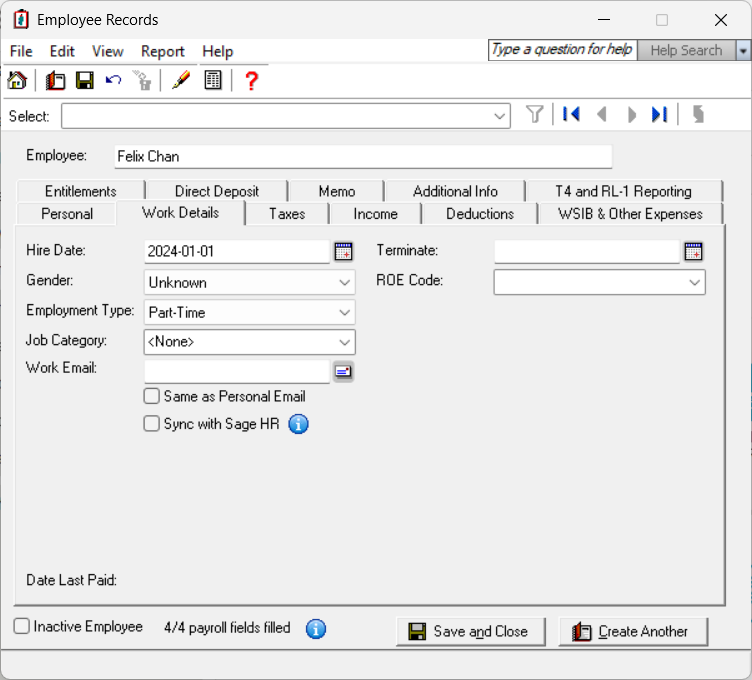 Employee Records
File Edit View Report Help Type a question for help Help Search
Select:
Employee: Felix Chan
Entitlements Direct Deposit Memo Additional Info T4 and RL-1 Reporting
Personal Work Details Taxes Income Deductions WSIB & Other Expenses
Hire Date: 2024-01-01 Terminate:
Gender: Unknown ROE Code:
Employment Type: Part-Time
Job Category: <None>
Work Email:
Same as Personal Email
Sync with Sage HR
Date Last Paid:
Inactive Employee 4/4 payroll fields filled Save and Close Create Another